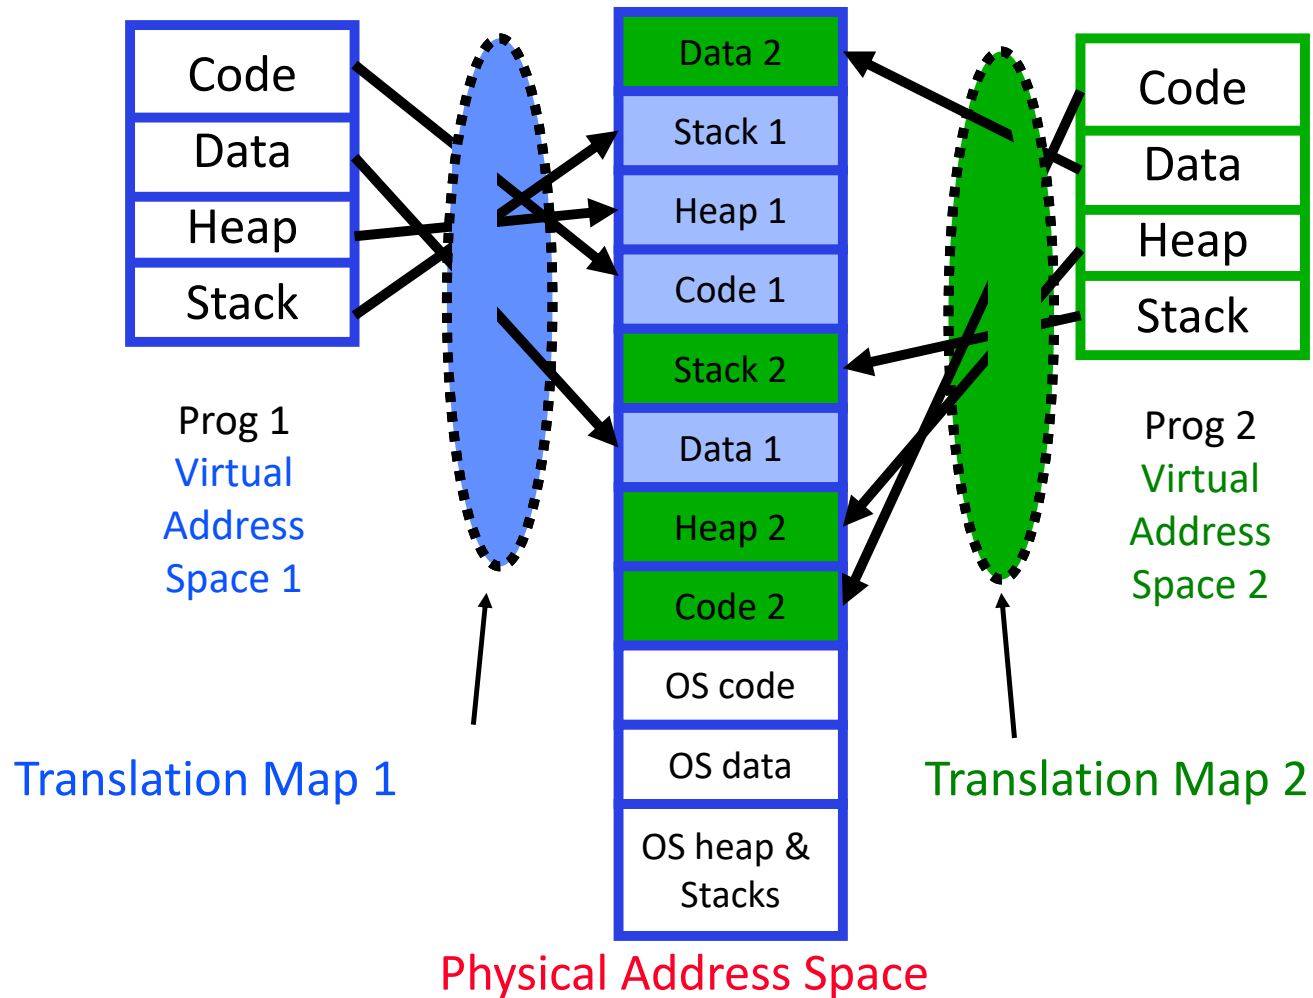 Code
Data
Heap
Stack
Prog 1
Virtual
Address
Space 1
Translation Map 1
Data 2
Stack 1
Heap 1
Code 1
Stack 2
Data 1
Heap 2
Code 2
OS code
OS data
OS heap &
Stacks
Physical Address Space
Code
Data
Heap
Stack
Prog 2
Virtual
Address
Space 2
Translation Map 2